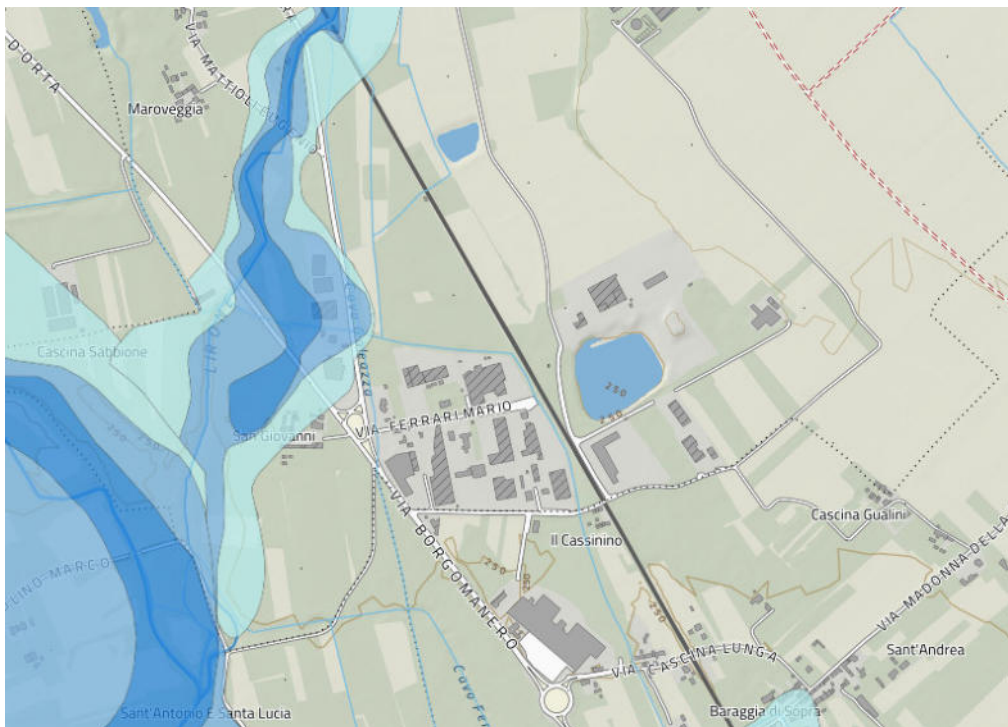 D'ORTA
VIA MATTIOLI
Maroveggia
Cascina Sabbione
250
250
San Giovanni
VIA FERRARI MARIO
Cascina Gualini
Il Cassinino
VIA BORGOMANERO
250
250
250
VIA MADONNA DELLA
VIA CASCINA LUNGA
Sant'Andrea
Baraggia di Sopra
Sant'Antonio E Santa Lucia